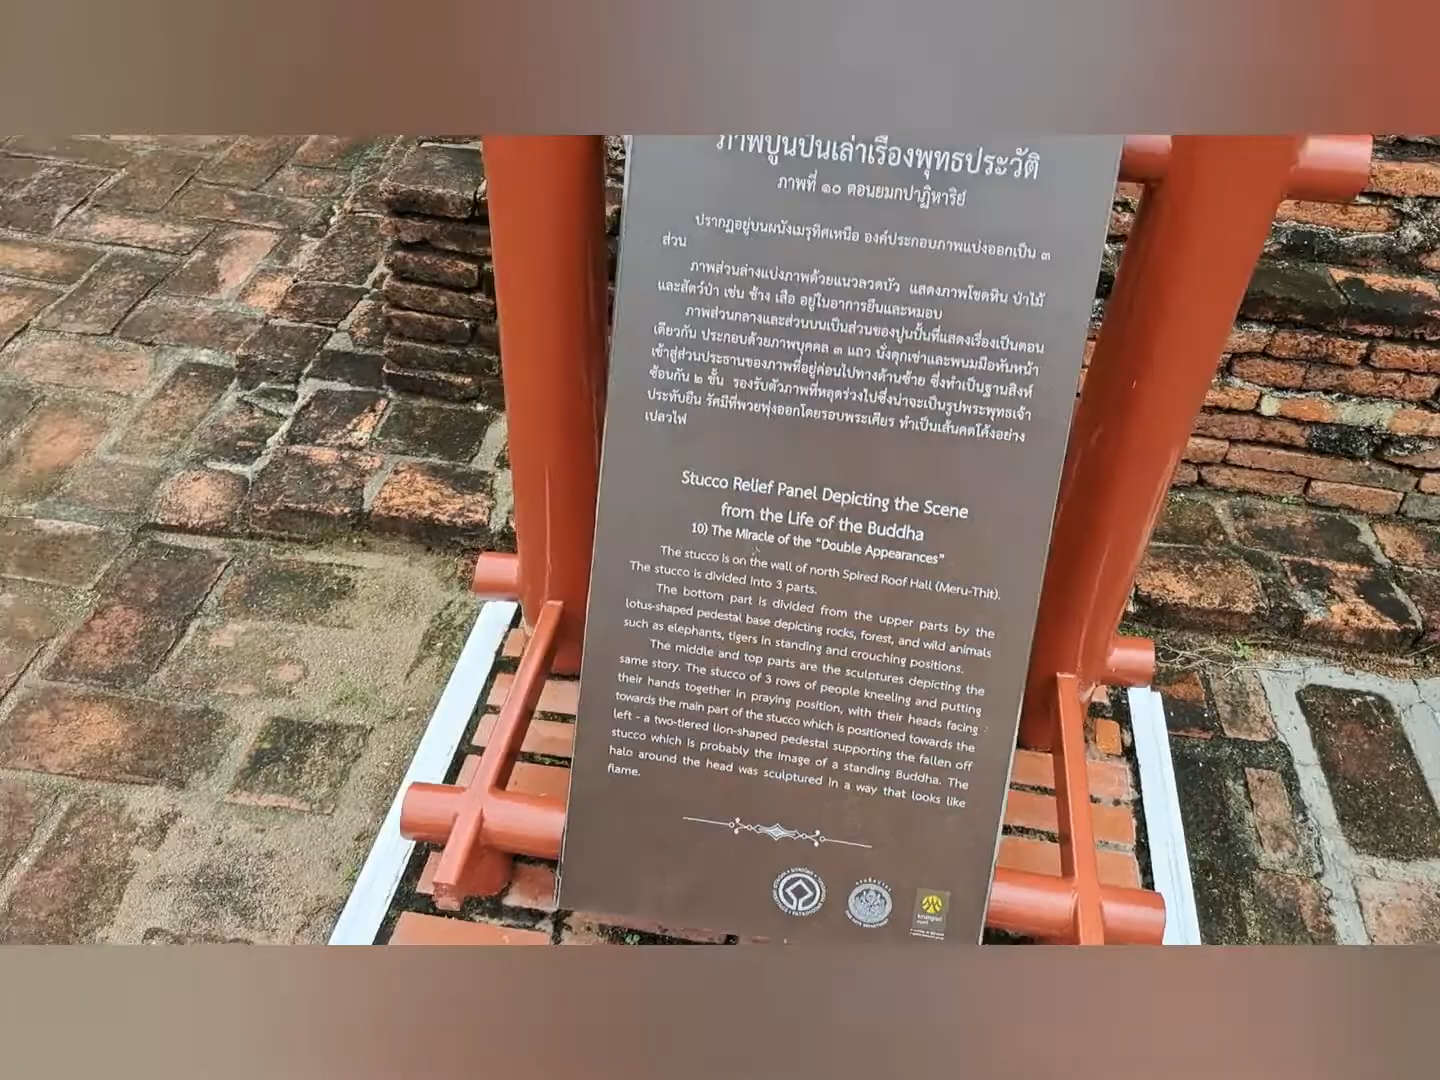 ภาพปูนปั้นเล่าเรื่องพุทธประวัติ
ภาพที่ ๑๐ ตอนยมกปาฏิหาริย์
ปรากฏอยู่บนผนังเมรุทิศเหนือ องค์ประกอบภาพแบ่งออกเป็น ๓
ส่วน
ภาพส่วนล่างแบ่งภาพด้วยแนวลวดบัว แสดงภาพโขดหิน ป่าไม้
และสัตว์ป่า เช่น ช้าง เสือ อยู่ในอาการยืนและหมอบ
ภาพส่วนกลางและส่วนบนเป็นส่วนของปูนปั้นที่แสดงเรื่องเป็นตอน
เดียวกัน ประกอบด้วยภาพบุคคล ๓ แถว นั่งคุกเข่าและพนมมือหันหน้า
เข้าสู่ส่วนประธานของภาพที่อยู่ค่อนไปทางด้านซ้าย ซึ่งทำเป็นฐานสิงห์
ซ้อนกัน ๒ ชั้น รองรับตัวภาพที่หลุดร่วงไปซึ่งน่าจะเป็นรูปพระพุทธเจ้า
ประทับยืน รัศมีที่พวยพุ่งออกโดยรอบพระเศียร ทำเป็นเส้นคดโค้งอย่าง
เปลวไฟ
Stucco Relief Panel Depicting the Scene
from the Life of the Buddha
10) The Miracle of the “Double Appearances”
The stucco is on the wall of north Spired Roof Hall (Meru-Thit).
The stucco is divided into 3 parts.
The bottom part is divided from the upper parts by the
lotus-shaped pedestal base depicting rocks, forest, and wild animals
such as elephants, tigers in standing and crouching positions.
The middle and top parts are the sculptures depicting the
same story. The stucco of 3 rows of people kneeling and putting
their hands together in praying position, with their heads facing
towards the main part of the stucco which is positioned towards the
left - a two-tiered lion-shaped pedestal supporting the fallen off
stucco which is probably the image of a standing Buddha. The
halo around the head was sculptured in a way that looks like
flame.
krungsri